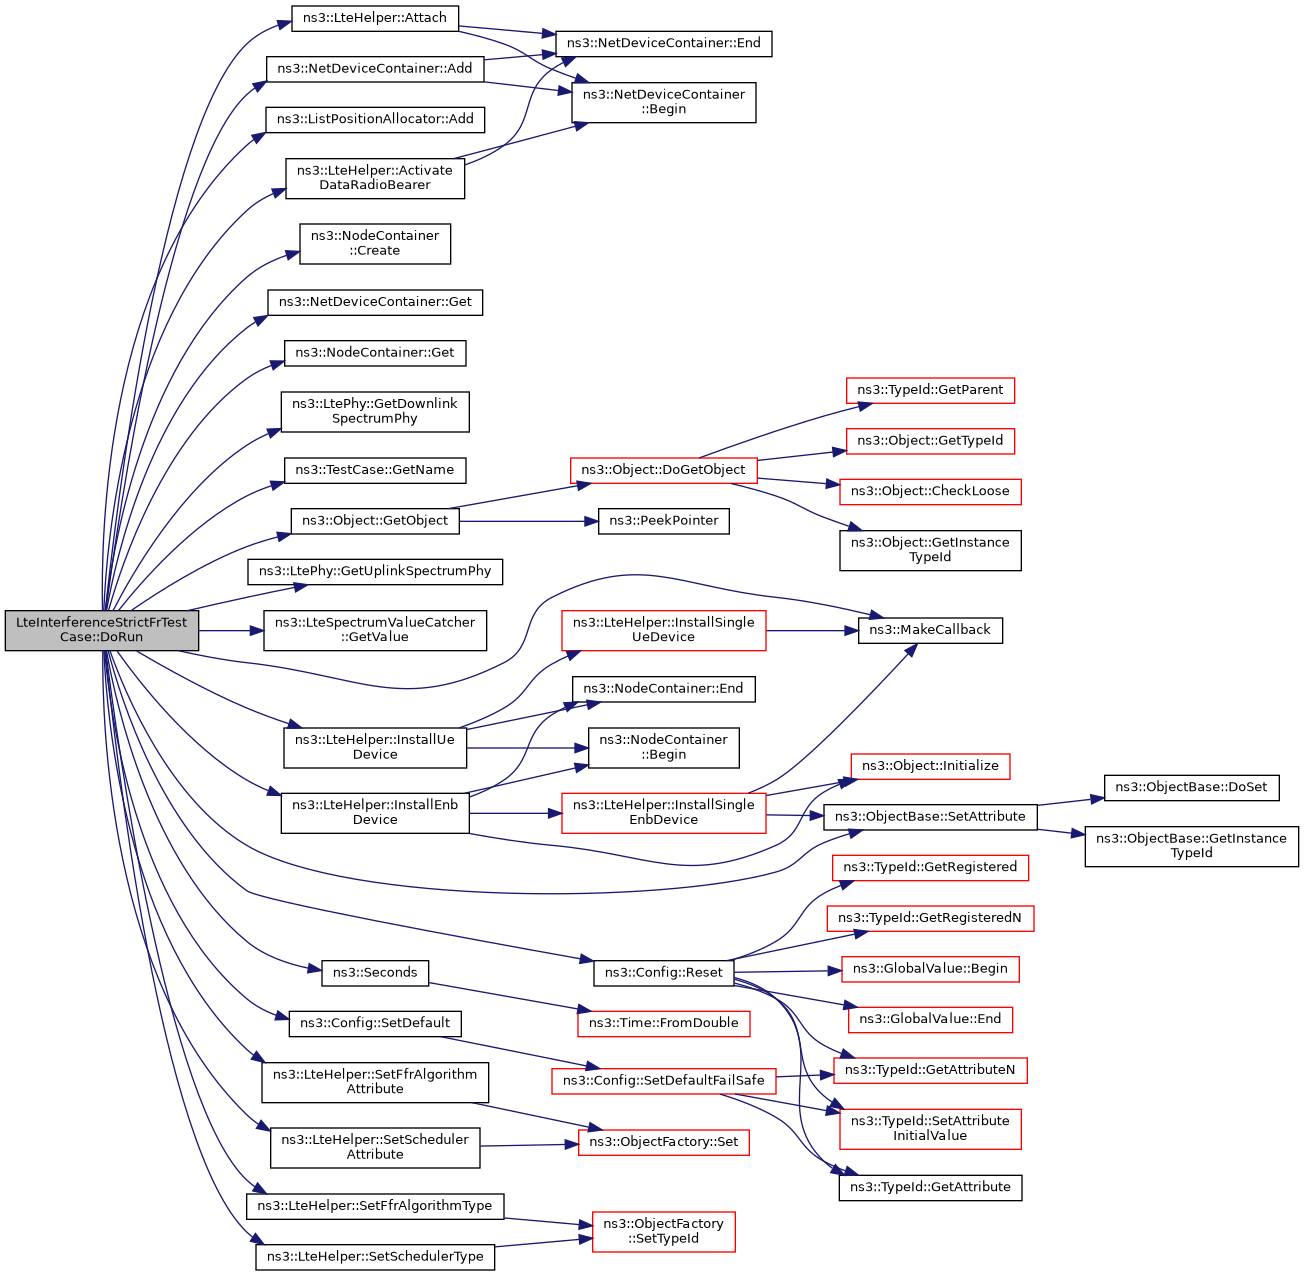 LteInterferenceStrictFrTest
Case::DoRun
ns3::LteHelper::Attach
ns3::NetDeviceContainer::Add
ns3::ListPositionAllocator::Add
ns3::LteHelper::Activate
DataRadioBearer
ns3::NodeContainer
::Create
ns3::NetDeviceContainer::Get
ns3::NodeContainer::Get
ns3::LtePhy::GetDownlink
SpectrumPhy
ns3::TestCase::GetName
ns3::Object::GetObject
ns3::LtePhy::GetUplinkSpectrumPhy
ns3::LteSpectrumValueCatcher
::GetValue
ns3::LteHelper::InstallUe
Device
ns3::LteHelper::InstallEnb
Device
ns3::Seconds
ns3::Config::SetDefault
ns3::LteHelper::SetFfrAlgorithm
Attribute
ns3::LteHelper::SetScheduler
Attribute
ns3::LteHelper::SetFfrAlgorithmType
ns3::LteHelper::SetSchedulerType
ns3::NetDeviceContainer::End
ns3::NetDeviceContainer
::Begin
ns3::Object::DoGetObject
ns3::PeekPointer
ns3::LteHelper::InstallSingle
UeDevice
ns3::NodeContainer::End
ns3::NodeContainer
::Begin
ns3::LteHelper::InstallSingle
EnbDevice
ns3::Config::Reset
ns3::Time::FromDouble
ns3::Config::SetDefaultFailSafe
ns3::ObjectFactory::Set
ns3::ObjectFactory
::SetTypeId
ns3::TypeId::GetParent
ns3::Object::GetTypeId
ns3::Object::CheckLoose
ns3::Object::GetInstance
TypeId
ns3::MakeCallback
ns3::Object::Initialize
ns3::ObjectBase::SetAttribute
ns3::TypeId::GetRegistered
ns3::TypeId::GetRegisteredN
ns3::GlobalValue::Begin
ns3::GlobalValue::End
ns3::TypeId::GetAttributeN
ns3::TypeId::SetAttribute
InitialValue
ns3::TypeId::GetAttribute
ns3::ObjectBase::DoSet
ns3::ObjectBase::GetInstance
TypeId